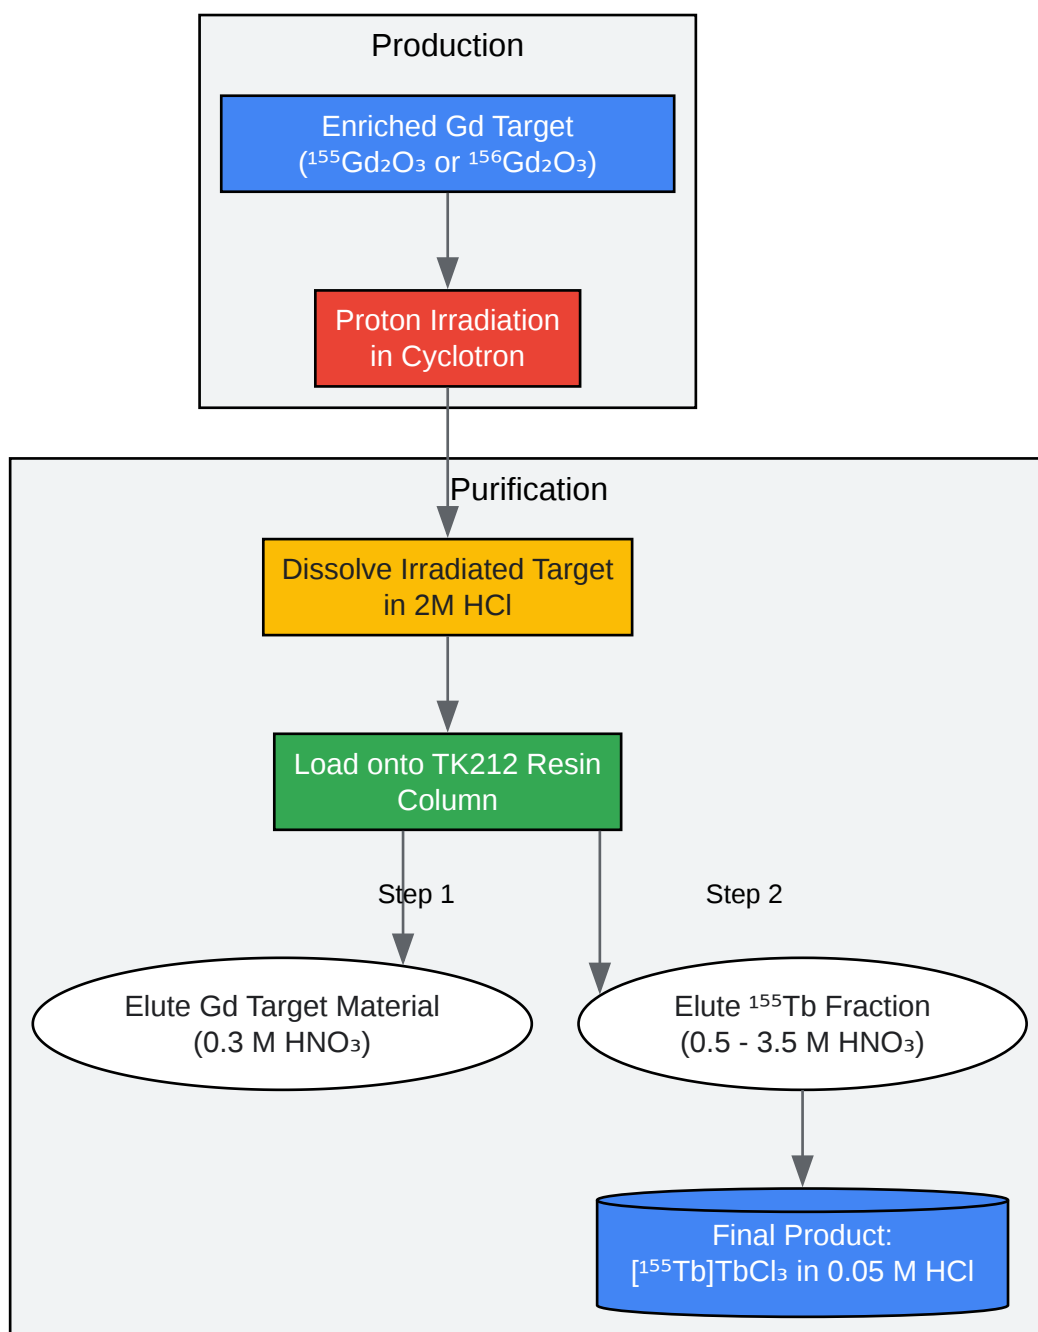 Production
Enriched Gd Target
(¹⁵⁵Gd₂O₃ or ¹⁵⁶Gd₂O₃)
Proton Irradiation
in Cyclotron
Purification
Dissolve Irradiated Target
in 2M HCl
Load onto TK212 Resin
Column
Step 1
Step 2
Elute Gd Target Material
(0.3 M HNO₃)
Elute ¹⁵⁵Tb Fraction
(0.5 - 3.5 M HNO₃)
Final Product:
[¹⁵⁵Tb]TbCl₃ in 0.05 M HCl